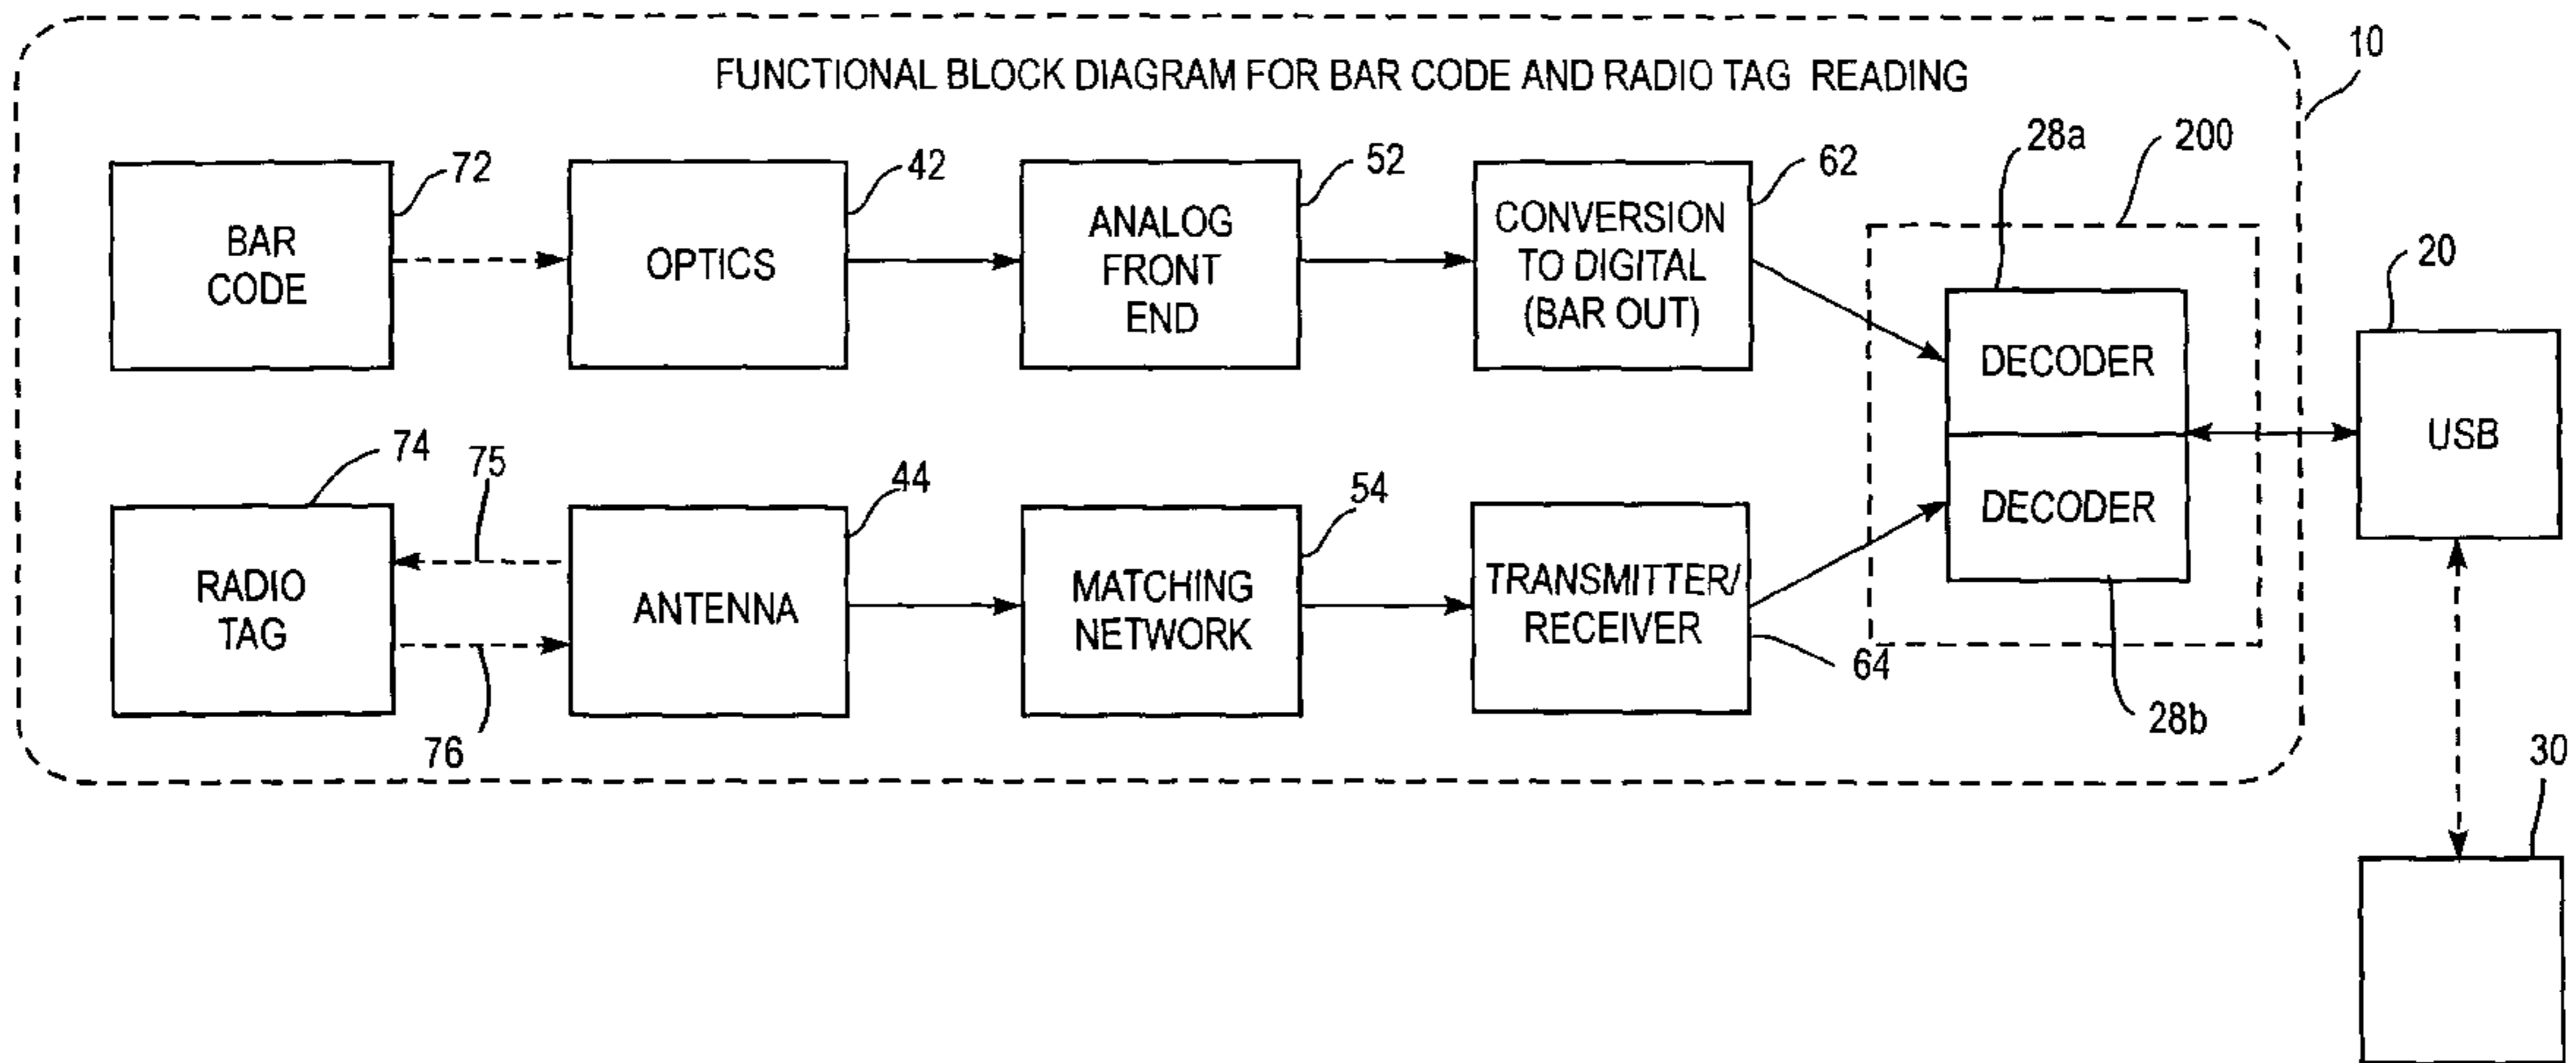 FUNCTIONAL BLOCK DIAGRAM FOR BAR CODE AND RADIO TAG READING
10
72
BAR
CODE
42
OPTICS
52
ANALOG
FRONT
END
62
CONVERSION
TO DIGITAL
(BAR OUT)
28a
200
DECODER
20
USB
74
RADIO
TAG
75
76
44
ANTENNA
54
MATCHING
NETWORK
TRANSMITTER/
RECEIVER
64
DECODER
28b
30